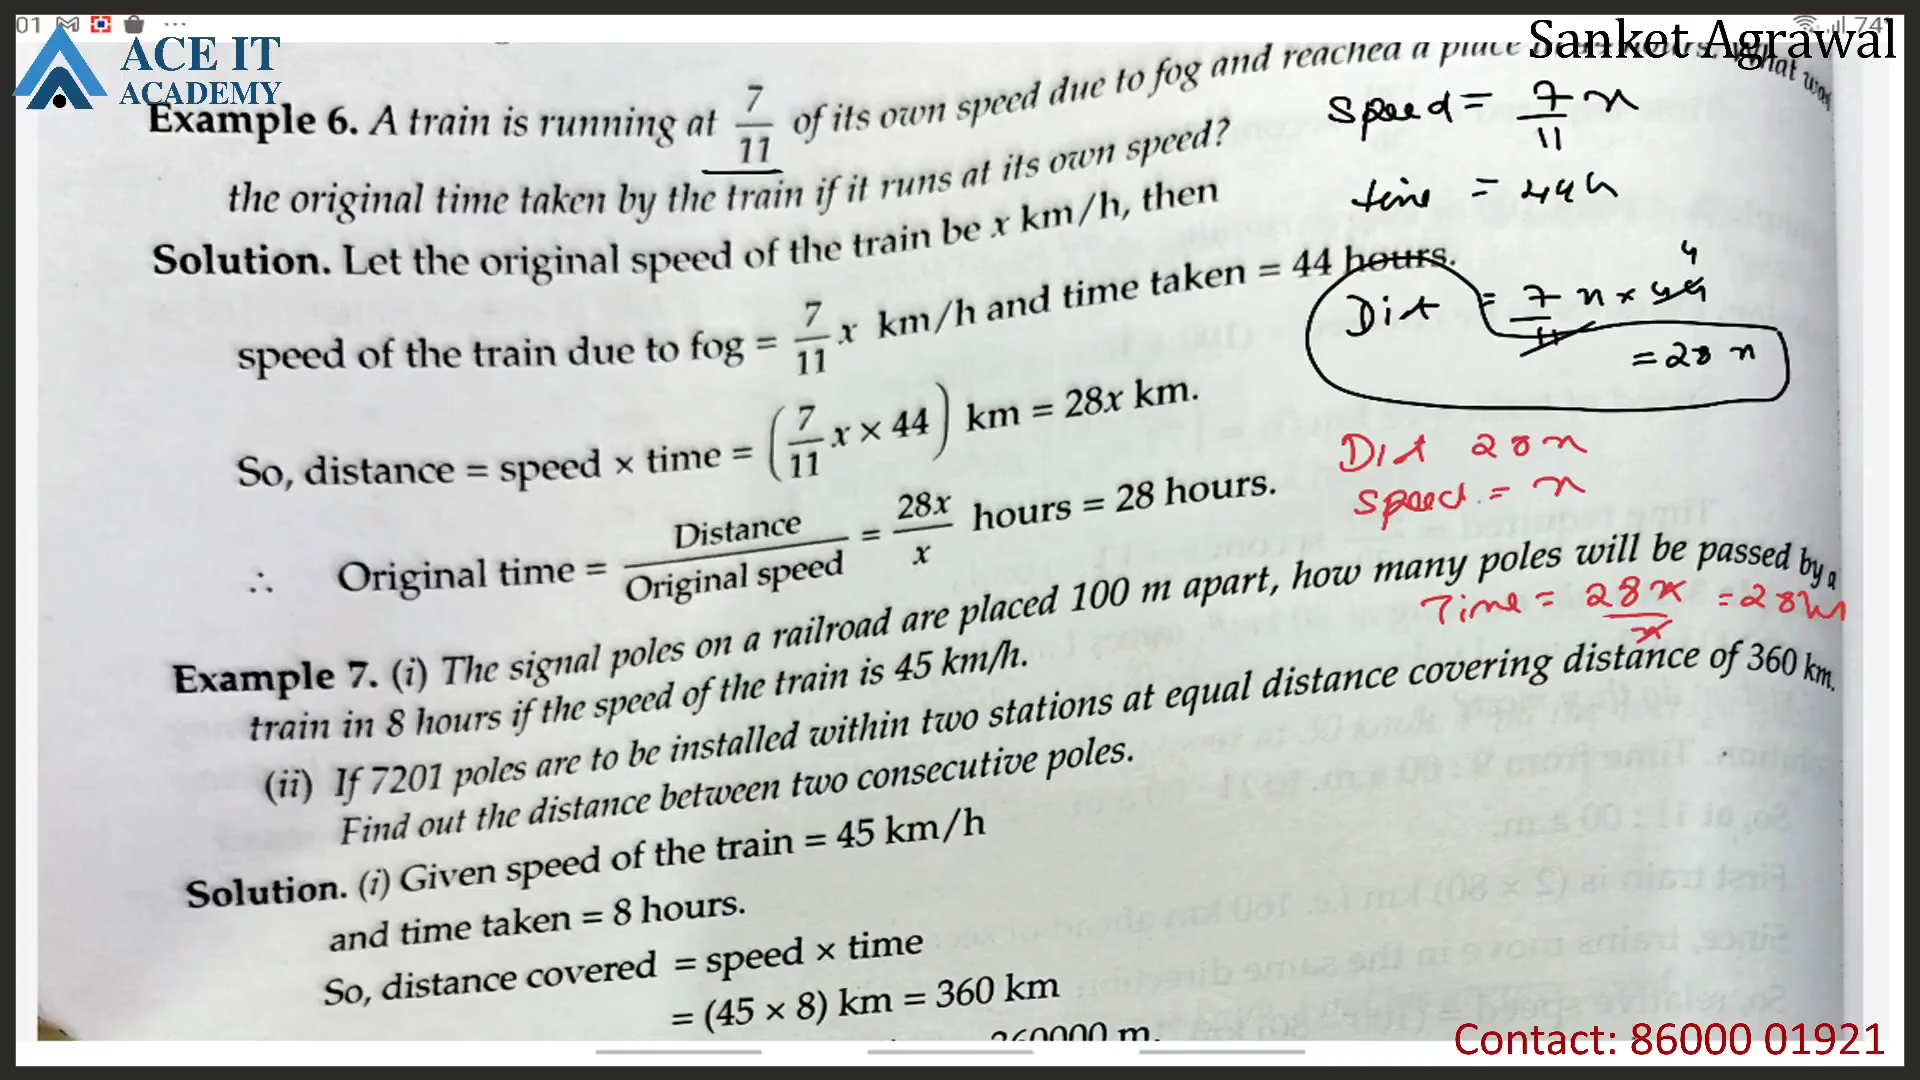 01 74
ACE IT
ACADEMY
Sanket Agrawal
Example 6. A train is running at 7/11 of its own speed due to fog and reached a place hours. What was
the original time taken by the train if it runs at its own speed?
Solution. Let the original speed of the train be x km/h, then
speed of the train due to fog = 7/11 x km/h and time taken = 44 hours.
So, distance = speed × time = (7/11 x × 44) km = 28x km.
∴ Original time = Distance/Original speed = 28x/x hours = 28 hours.
Example 7. (i) The signal poles on a railroad are placed 100 m apart, how many poles will be passed by a
train in 8 hours if the speed of the train is 45 km/h.
(ii) If 7201 poles are to be installed within two stations at equal distance covering distance of 360 km.
Find out the distance between two consecutive poles.
Solution. (i) Given speed of the train = 45 km/h
and time taken = 8 hours.
So, distance covered = speed × time
= (45 × 8) km = 360 km
360000 m.
speed = 7/11 x
time = 44h
4
Dist = 7/11 x × 44
= 28 x
Dist 28x
speed = x
Time = 28x/x = 28h
Contact: 86000 01921